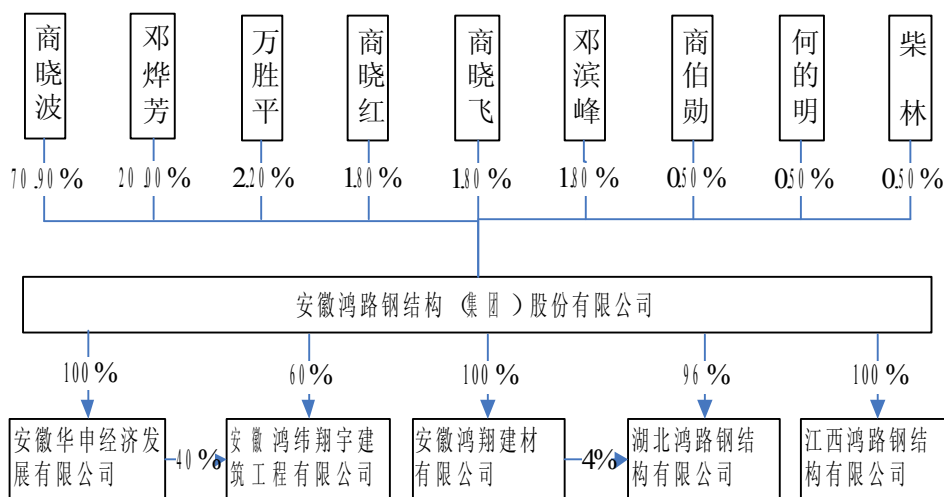 商晓波
邓烨芳
万胜平
商晓红
商晓飞
邓滨峰
商伯勋
何的明
柴林
70.90%
20.00%
2.20%
1.80%
1.80%
1.80%
0.50%
0.50%
0.50%
安徽鸿路钢结构（集团）股份有限公司
100%
60%
100%
96%
100%
安徽华申经济发
展有限公司
40%
安徽鸿纬翔宇建
筑工程有限公司
安徽鸿翔建材
有限公司
4%
湖北鸿路钢结
构有限公司
江西鸿路钢结
构有限公司